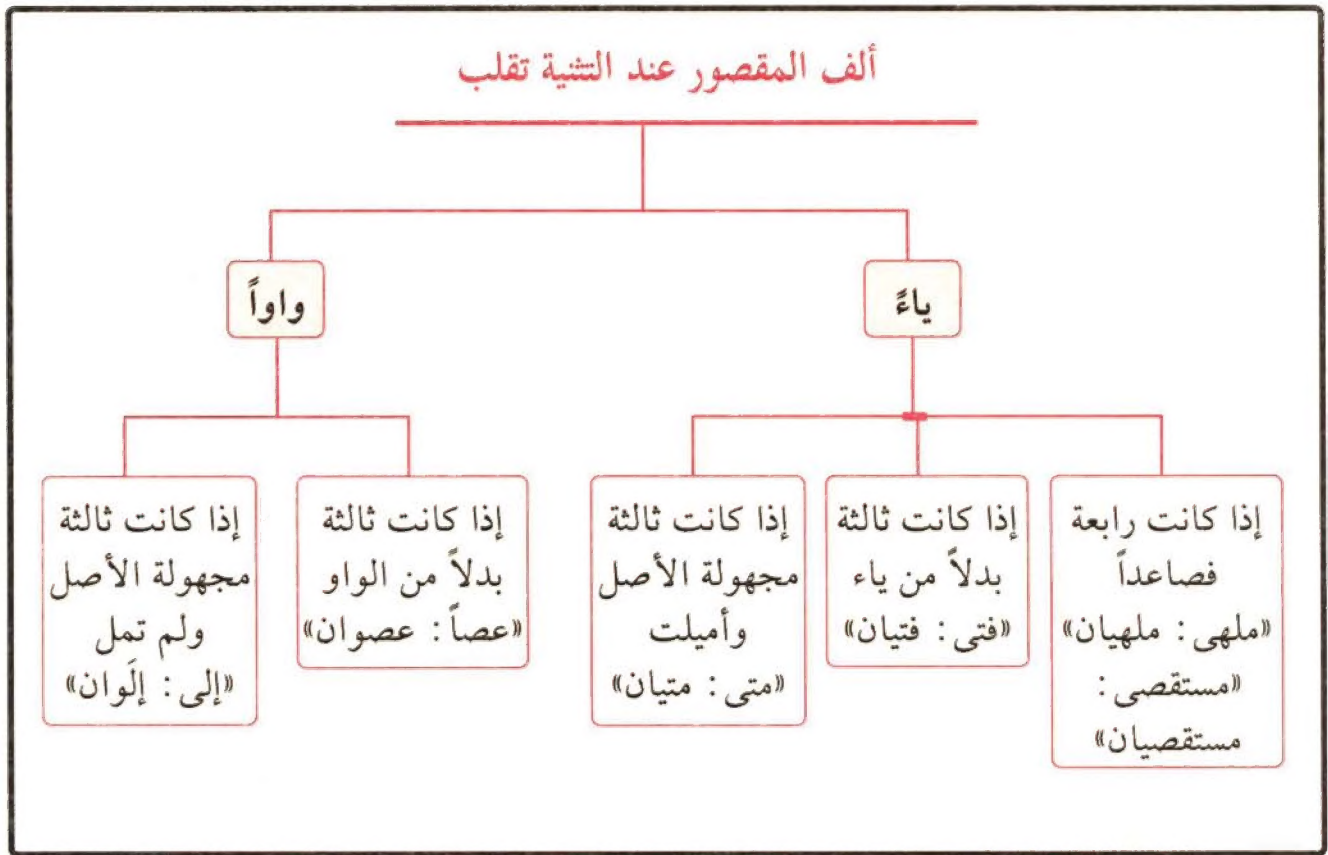 ألف المقصور عند التثنية تقلب
ياءً
واواً
إذا كانت رابعة
فصاعداً
«ملهى : ملهيان»
«مستقصى :
مستقصيان»
إذا كانت ثالثة
بدلاً من ياء
«فتى : فتيان»
إذا كانت ثالثة
مجهولة الأصل
وأميلت
«متى : متيان»
إذا كانت ثالثة
بدلاً من الواو
«عصاً : عصوان»
إذا كانت ثالثة
مجهولة الأصل
ولم تمل
«إلى : إلَوان»